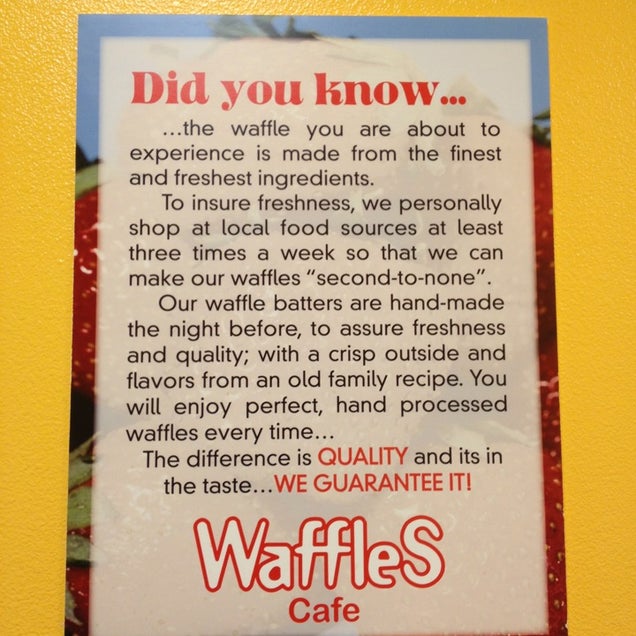 Did you know...
...the waffle you are about to
experience is made from the finest
and freshest ingredients.
To insure freshness, we personally
shop at local food sources at least
three times a week so that we can
make our waffles “second-to-none”.
Our waffle batters are hand-made
the night before, to assure freshness
and quality; with a crisp outside and
flavors from an old family recipe. You
will enjoy perfect, hand processed
waffles every time...
The difference is QUALITY and its in
the taste...WE GUARANTEE IT!
WaffleS
Cafe